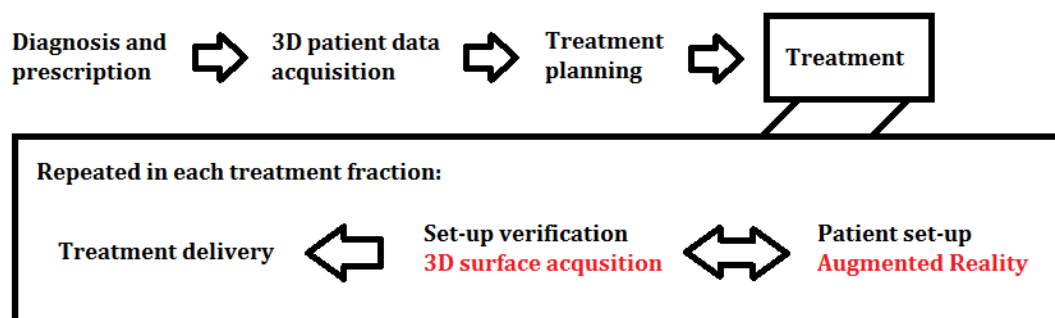 Diagnosis and
prescription
3D patient data
acquisition
Treatment
planning
Treatment
Repeated in each treatment fraction:
Treatment delivery
Set-up verification
3D surface acqusition
Patient set-up
Augmented Reality